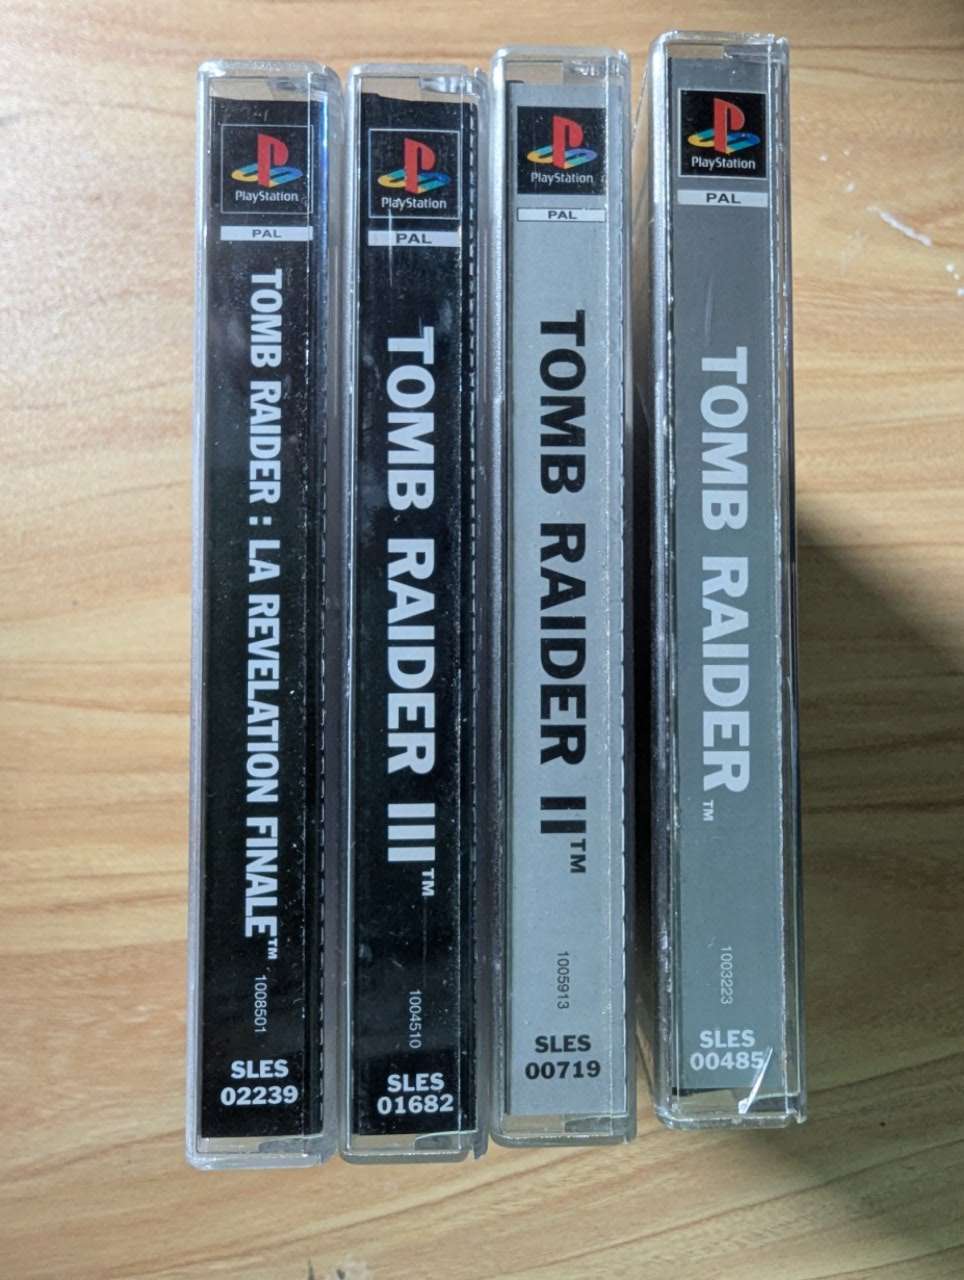 PlayStation
PAL
TOMB RAIDER : LA REVELATION FINALE™
1008501
SLES
02239
PlayStation
PAL
TOMB RAIDER III™
1004510
SLES
01682
PlayStation
PAL
TOMB RAIDER II™
1005913
SLES
00719
PlayStation
PAL
TOMB RAIDER™
1003223
SLES
00485